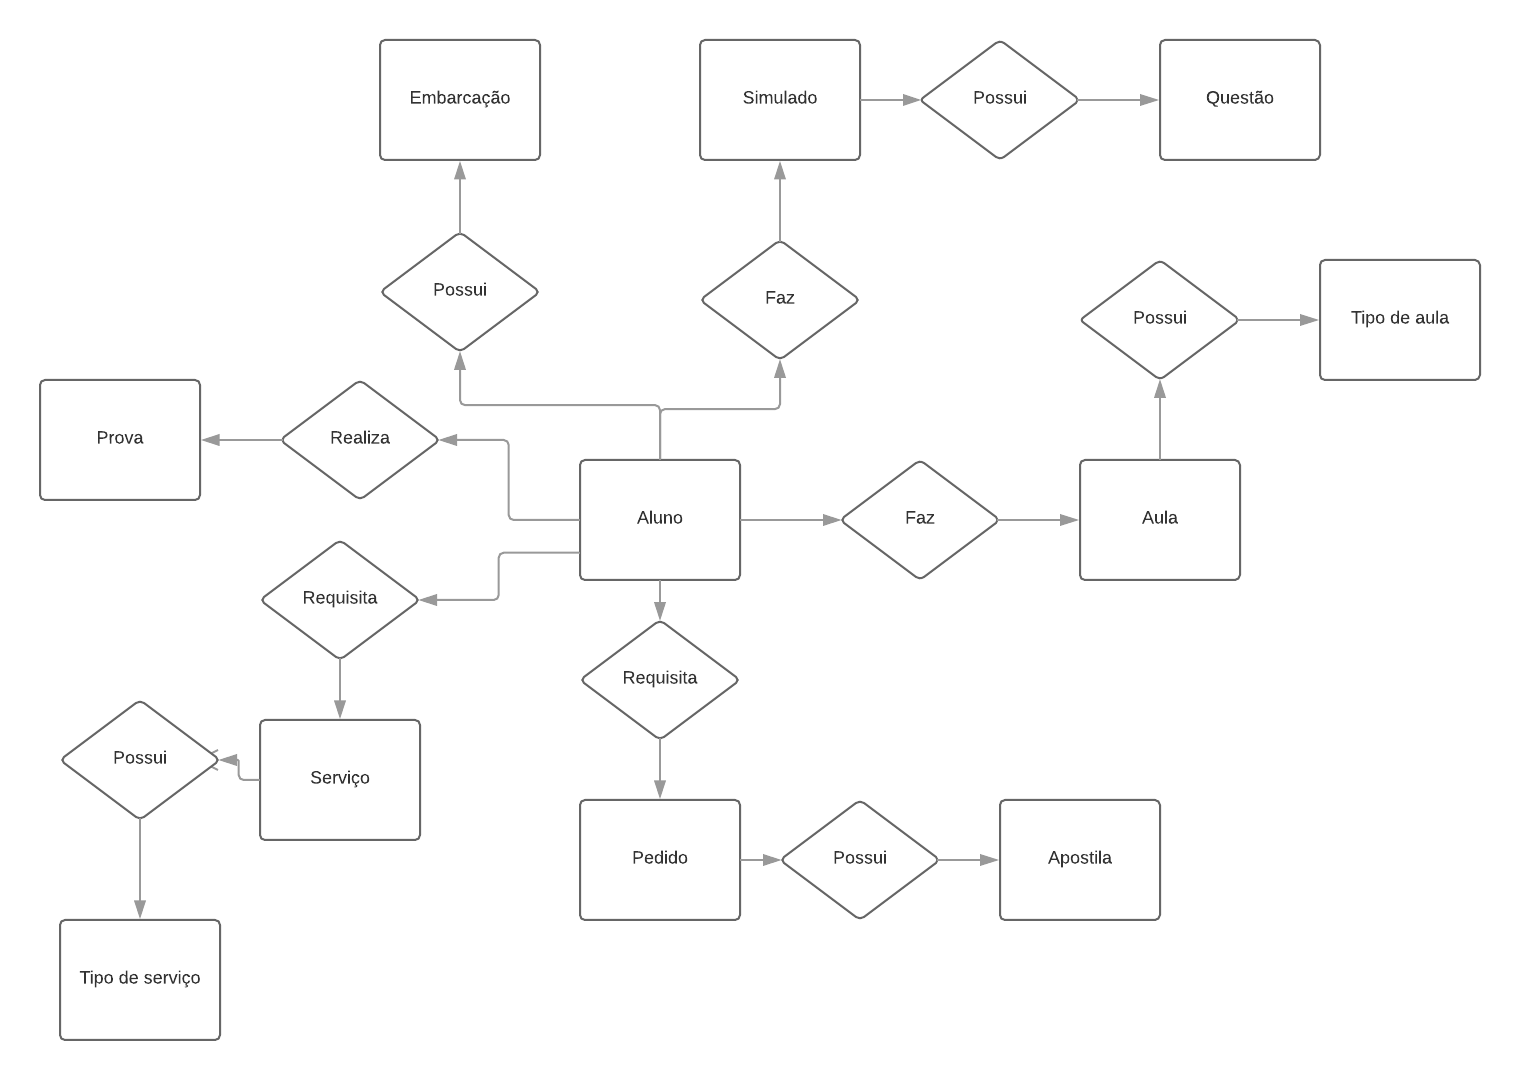 Embarcação
Simulado
Possui
Questão
Possui
Faz
Possui
Tipo de aula
Prova
Realiza
Aluno
Faz
Aula
Requisita
Requisita
Possui
Serviço
Pedido
Possui
Apostila
Tipo de serviço